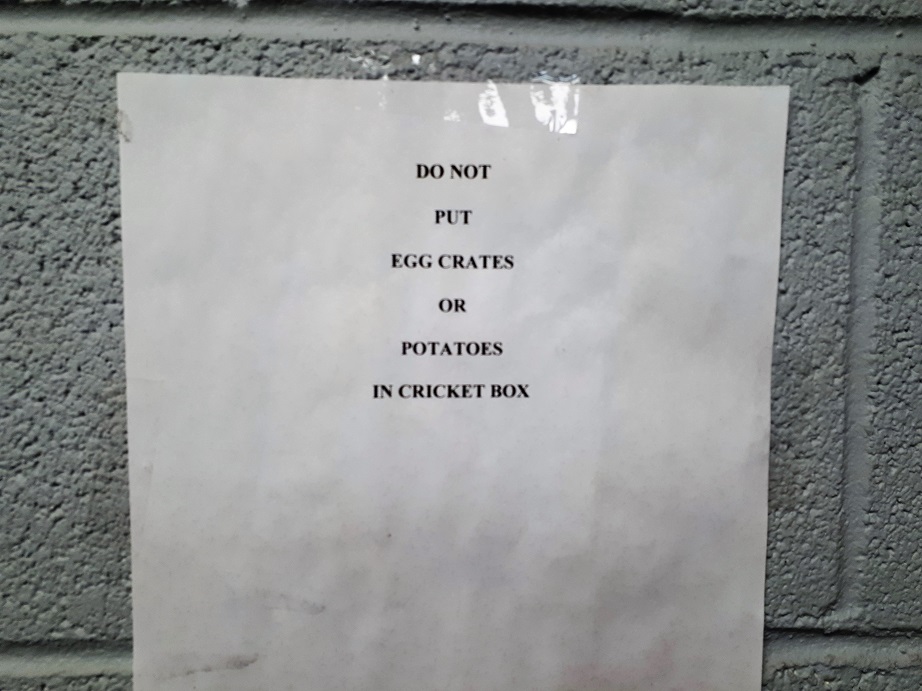 DO NOT
PUT
EGG CRATES
OR
POTATOES
IN CRICKET BOX